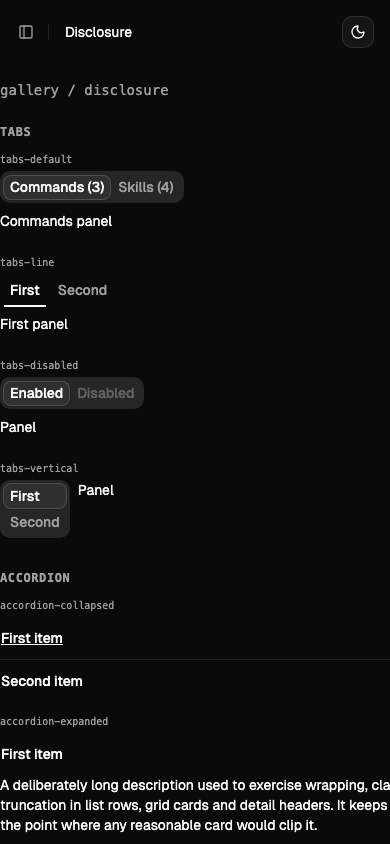 Disclosure
gallery / disclosure
TABS
tabs-default
Commands (3) Skills (4)
Commands panel
tabs-line
First Second
First panel
tabs-disabled
Enabled Disabled
Panel
tabs-vertical
First Panel
Second
ACCORDION
accordion-collapsed
First item
Second item
accordion-expanded
First item
A deliberately long description used to exercise wrapping, cla
truncation in list rows, grid cards and detail headers. It keeps
the point where any reasonable card would clip it.